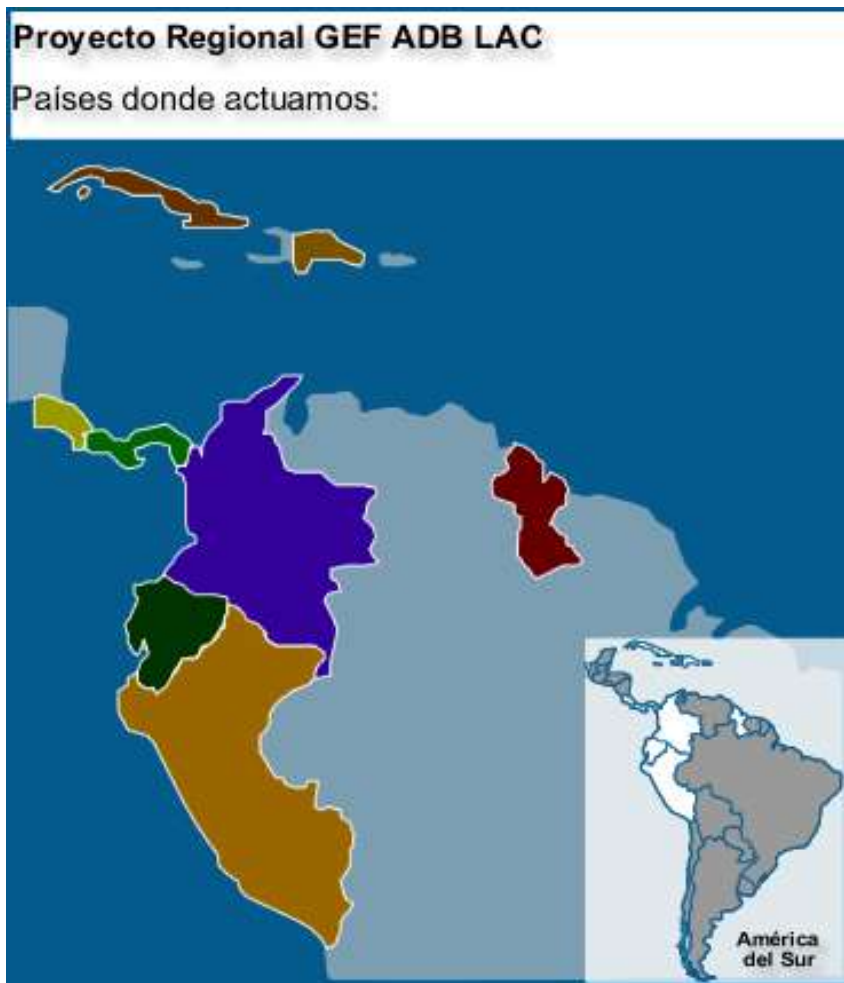 Proyecto Regional GEF ADB LAC
Países donde actuamos:
América
del Sur